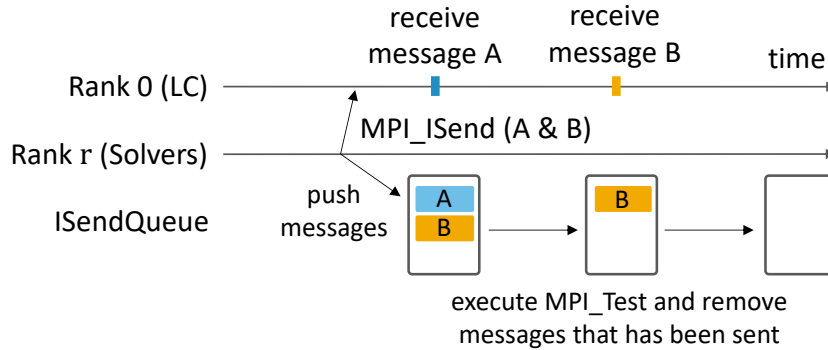 receive
message A
receive
message B
time
Rank 0 (LC)
MPI_ISend (A & B)
Rank r (Solvers)
push
messages
ISendQueue
A
B
B
execute MPI_Test and remove
messages that has been sent